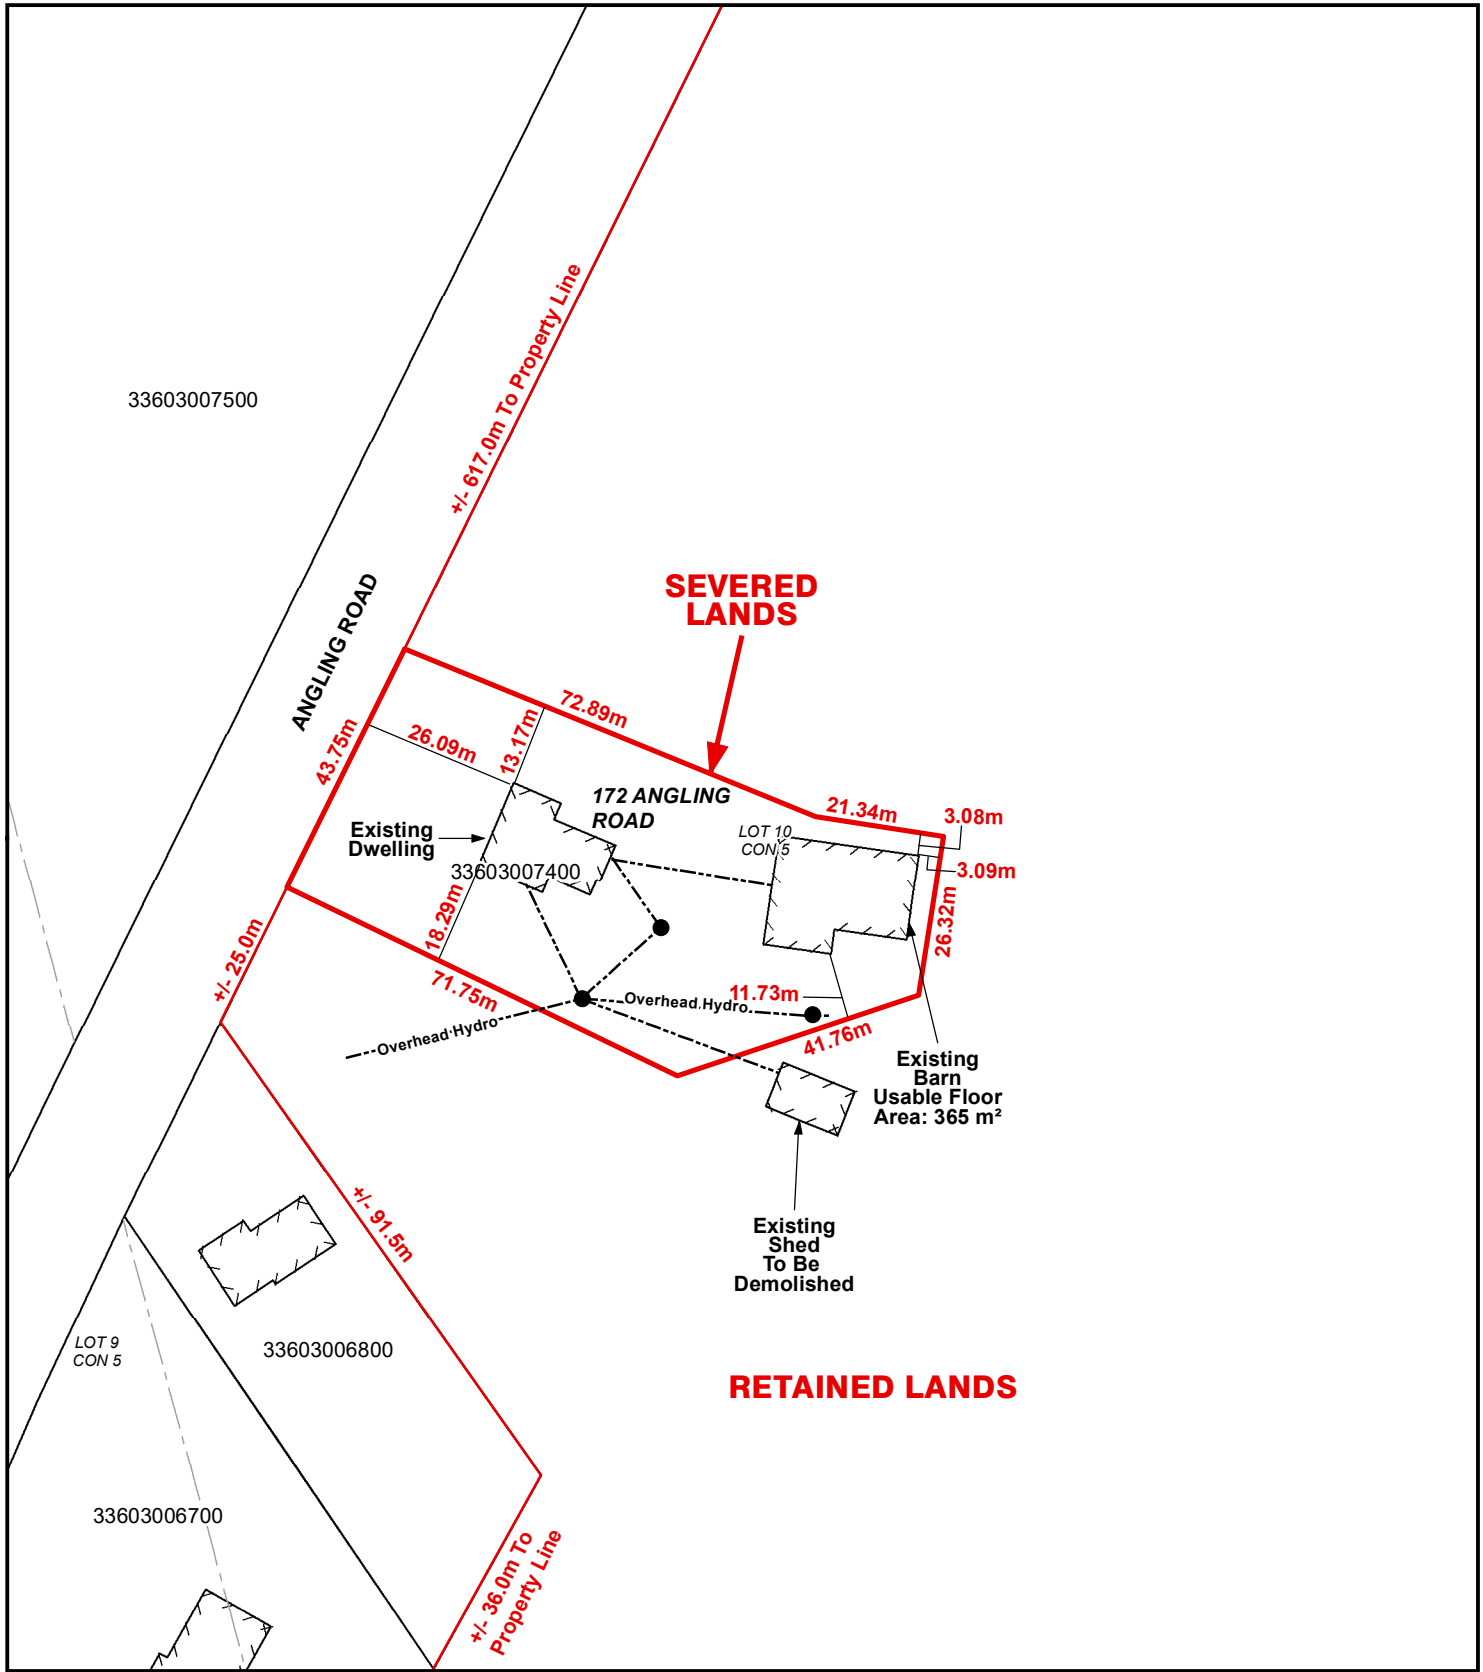 +/- 617.0m To Property Line
33603007500
ANGLING ROAD
SEVERED
LANDS
72.89m
43.75m
26.09m
13.17m
172 ANGLING
ROAD
21.34m
3.08m
LOT 10
CON 5
Existing
Dwelling
33603007400
3.09m
18.29m
26.32m
+/- 25.0m
71.75m
11.73m
Overhead Hydro
Overhead Hydro
41.76m
Existing
Barn
Usable Floor
Area: 365 m²
+/- 91.5m
Existing
Shed
To Be
Demolished
LOT 9
CON 5
33603006800
RETAINED LANDS
33603006700
+/- 36.0m To
Property Line